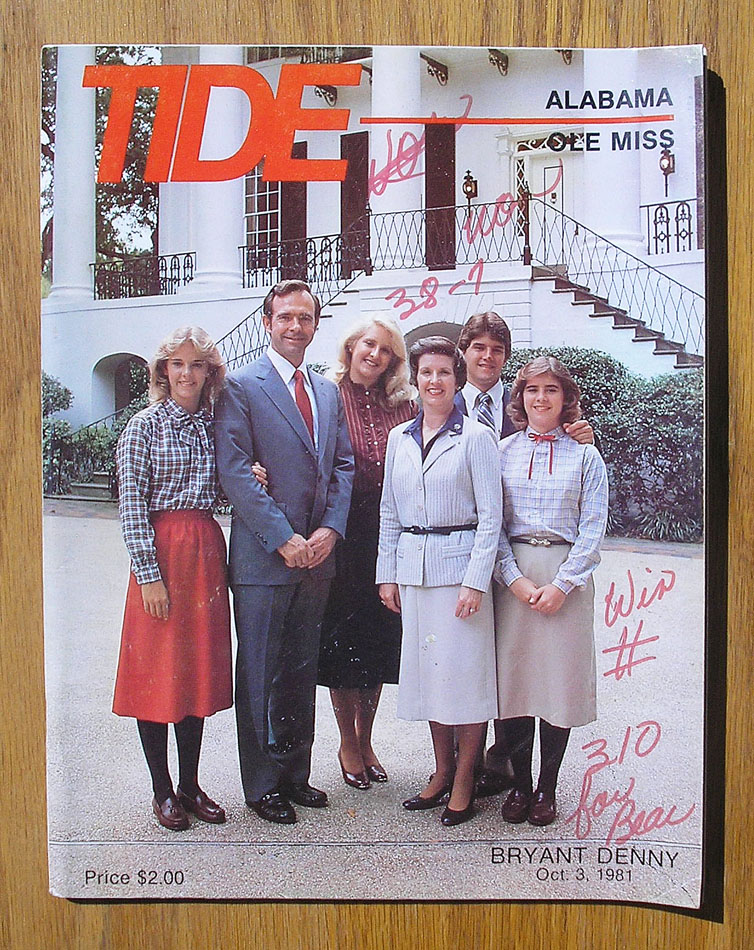 TIDE
ALABAMA
OLE MISS
won
38-7
Win
#
310
for
Bear
BRYANT DENNY
Oct. 3, 1981
Price $2.00